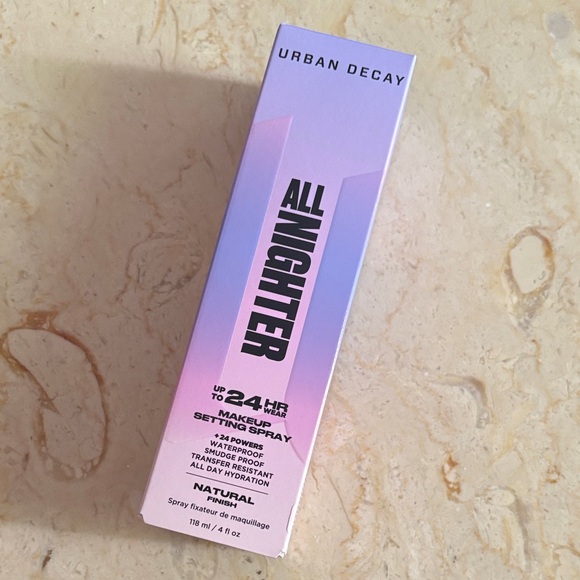 URBAN DECAY
ALL
NIGHTER
UP TO 24 HR WEAR
MAKEUP
SETTING SPRAY
+24 POWERS
WATERPROOF
SMUDGE PROOF
TRANSFER RESISTANT
ALL DAY HYDRATION
NATURAL
FINISH
Spray fixateur de maquillage
118 ml / 4 fl oz